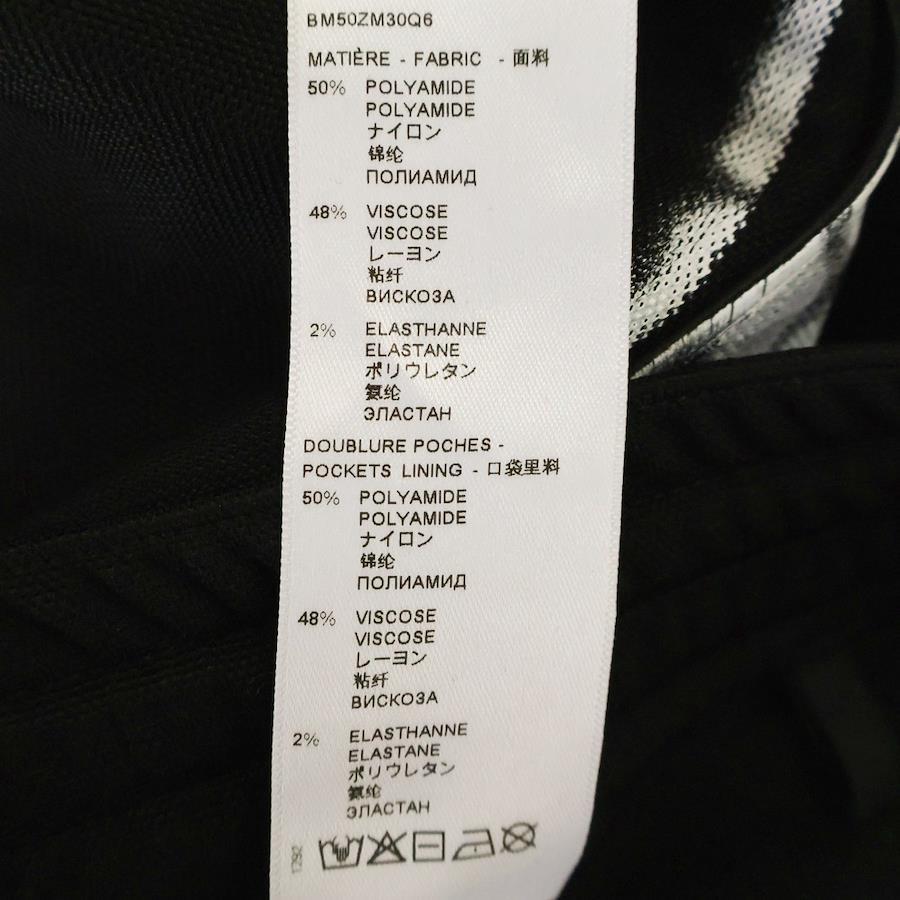 BM50ZM30Q6
MATIÈRE - FABRIC - 面料
50% POLYAMIDE
POLYAMIDE
ナイロン
锦纶
ПОЛИАМИД
48% VISCOSE
VISCOSE
レーヨン
粘纤
ВИСКОЗА
2% ELASTHANNE
ELASTANE
ポリウレタン
氨纶
ЭЛАСТАН
DOUBLURE POCHES -
POCKETS LINING - 口袋里料
50% POLYAMIDE
POLYAMIDE
ナイロン
锦纶
ПОЛИАМИД
48% VISCOSE
VISCOSE
レーヨン
粘纤
ВИСКОЗА
2% ELASTHANNE
ELASTANE
ポリウレタン
氨纶
ЭЛАСТАН
1292